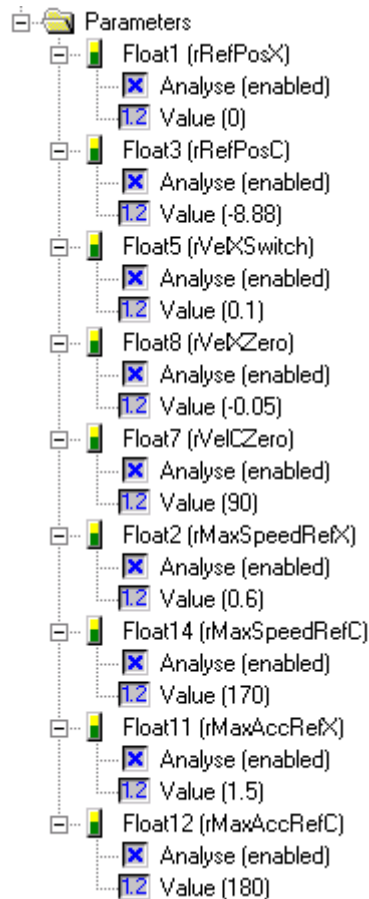 Parameters
Float1 (rRefPosX)
Analyse (enabled)
1.2 Value (0)
Float3 (rRefPosC)
Analyse (enabled)
1.2 Value (-8.88)
Float5 (rVelXSwitch)
Analyse (enabled)
1.2 Value (0.1)
Float8 (rVelXZero)
Analyse (enabled)
1.2 Value (-0.05)
Float7 (rVelCZero)
Analyse (enabled)
1.2 Value (90)
Float2 (rMaxSpeedRefX)
Analyse (enabled)
1.2 Value (0.6)
Float14 (rMaxSpeedRefC)
Analyse (enabled)
1.2 Value (170)
Float11 (rMaxAccRefX)
Analyse (enabled)
1.2 Value (1.5)
Float12 (rMaxAccRefC)
Analyse (enabled)
1.2 Value (180)